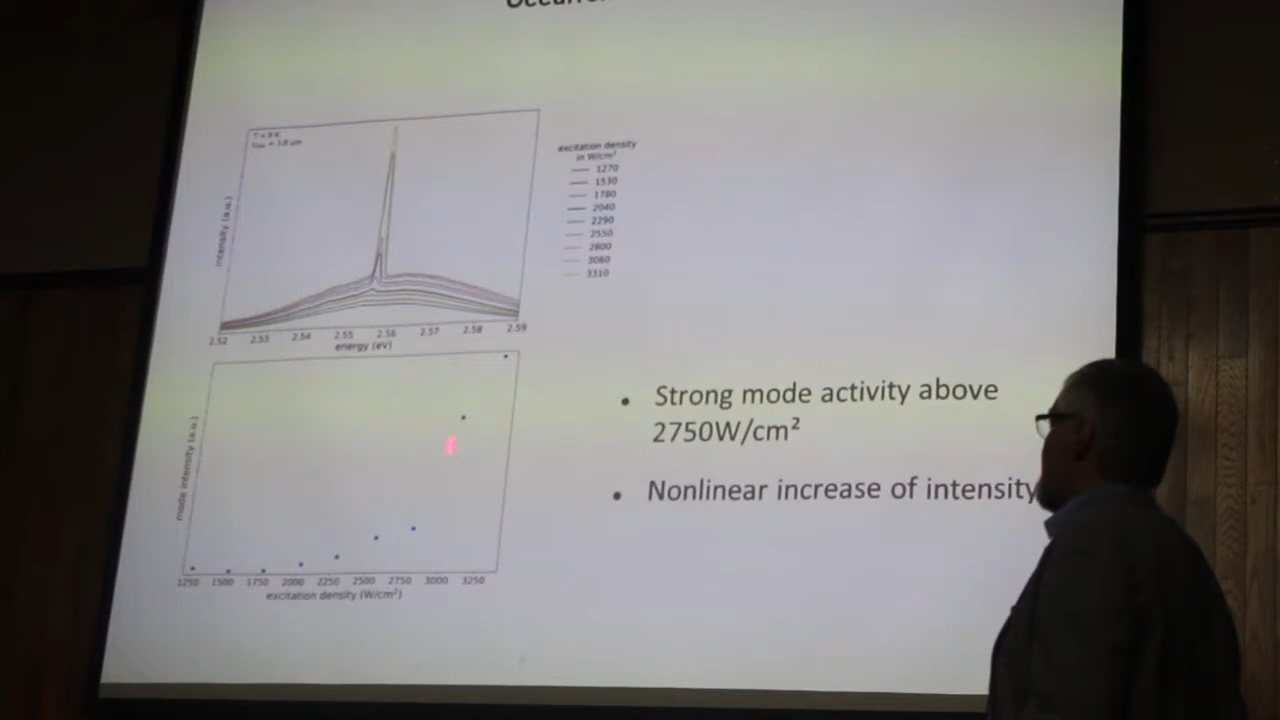 T = 8 K
= 3.8 µm
intensity (a.u.)
2.52 2.53 2.54 2.55 2.56 2.57 2.58 2.59
energy (eV)
excitation density
in W/cm²
1270
1530
1780
2040
2290
2550
2800
3060
3310
mode intensity (a.u.)
1250 1500 1750 2000 2250 2500 2750 3000 3250
excitation density (W/cm²)
• Strong mode activity above
2750W/cm²
• Nonlinear increase of intensity